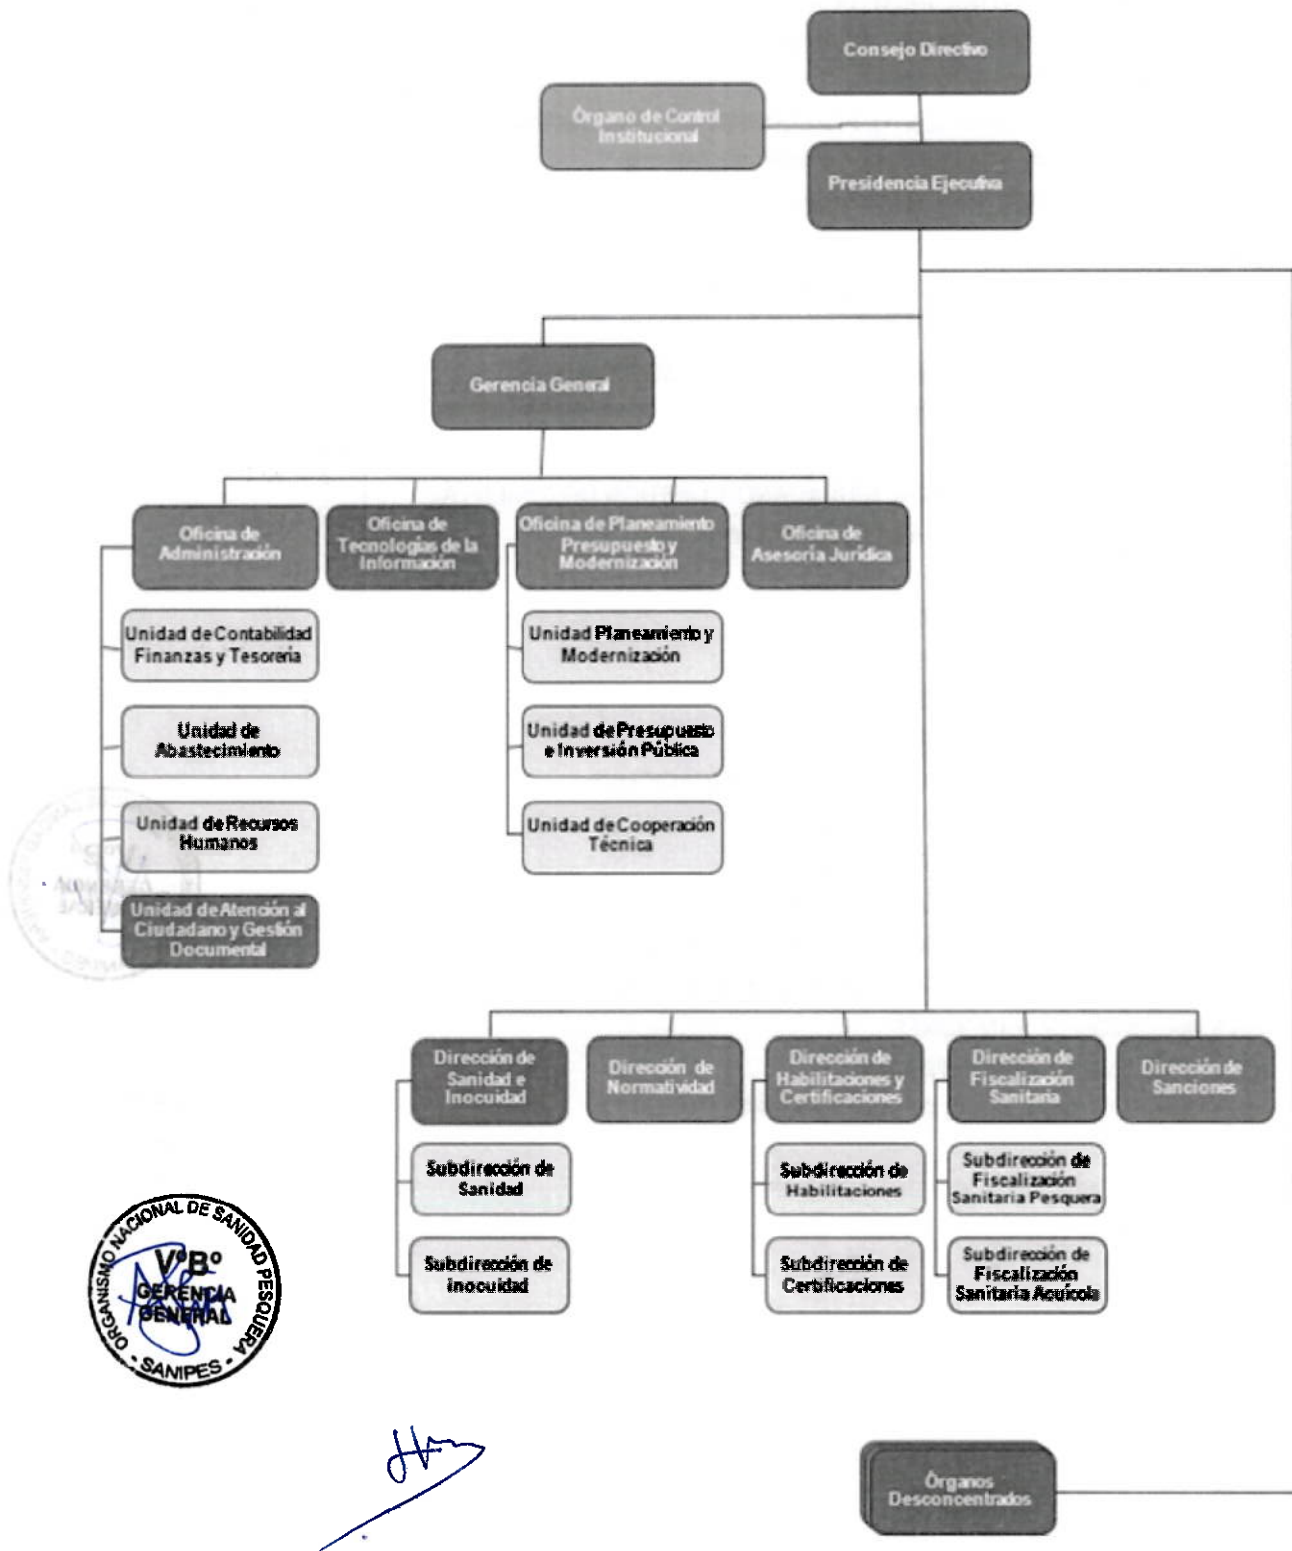 Consejo Directivo
Órgano de Control
Institucional
Presidencia Ejecutiva
Gerencia General
Oficina de
Administración
Oficina de
Tecnologías de la
Información
Oficina de Planeamiento
Presupuesto y
Modernización
Oficina de
Asesoría Jurídica
Unidad de Contabilidad
Finanzas y Tesorería
Unidad de
Abastecimiento
Unidad de Recursos
Humanos
Unidad de Atención al
Ciudadano y Gestión
Documental
Unidad Planeamiento y
Modernización
Unidad de Presupuesto
e Inversión Pública
Unidad de Cooperación
Técnica
Dirección de
Sanidad e
Inocuidad
Dirección de
Normatividad
Dirección de
Habilitaciones y
Certificaciones
Dirección de
Fiscalización
Sanitaria
Dirección de
Sanciones
Subdirección de
Sanidad
Subdirección de
Inocuidad
Subdirección de
Habilitaciones
Subdirección de
Certificaciones
Subdirección de
Fiscalización
Sanitaria Pesquera
Subdirección de
Fiscalización
Sanitaria Acuícola
ORGANISMO NACIONAL DE SANIDAD PESQUERA
V°B°
GERENCIA
GENERAL
- SANIPES -
Órganos
Desconcentrados